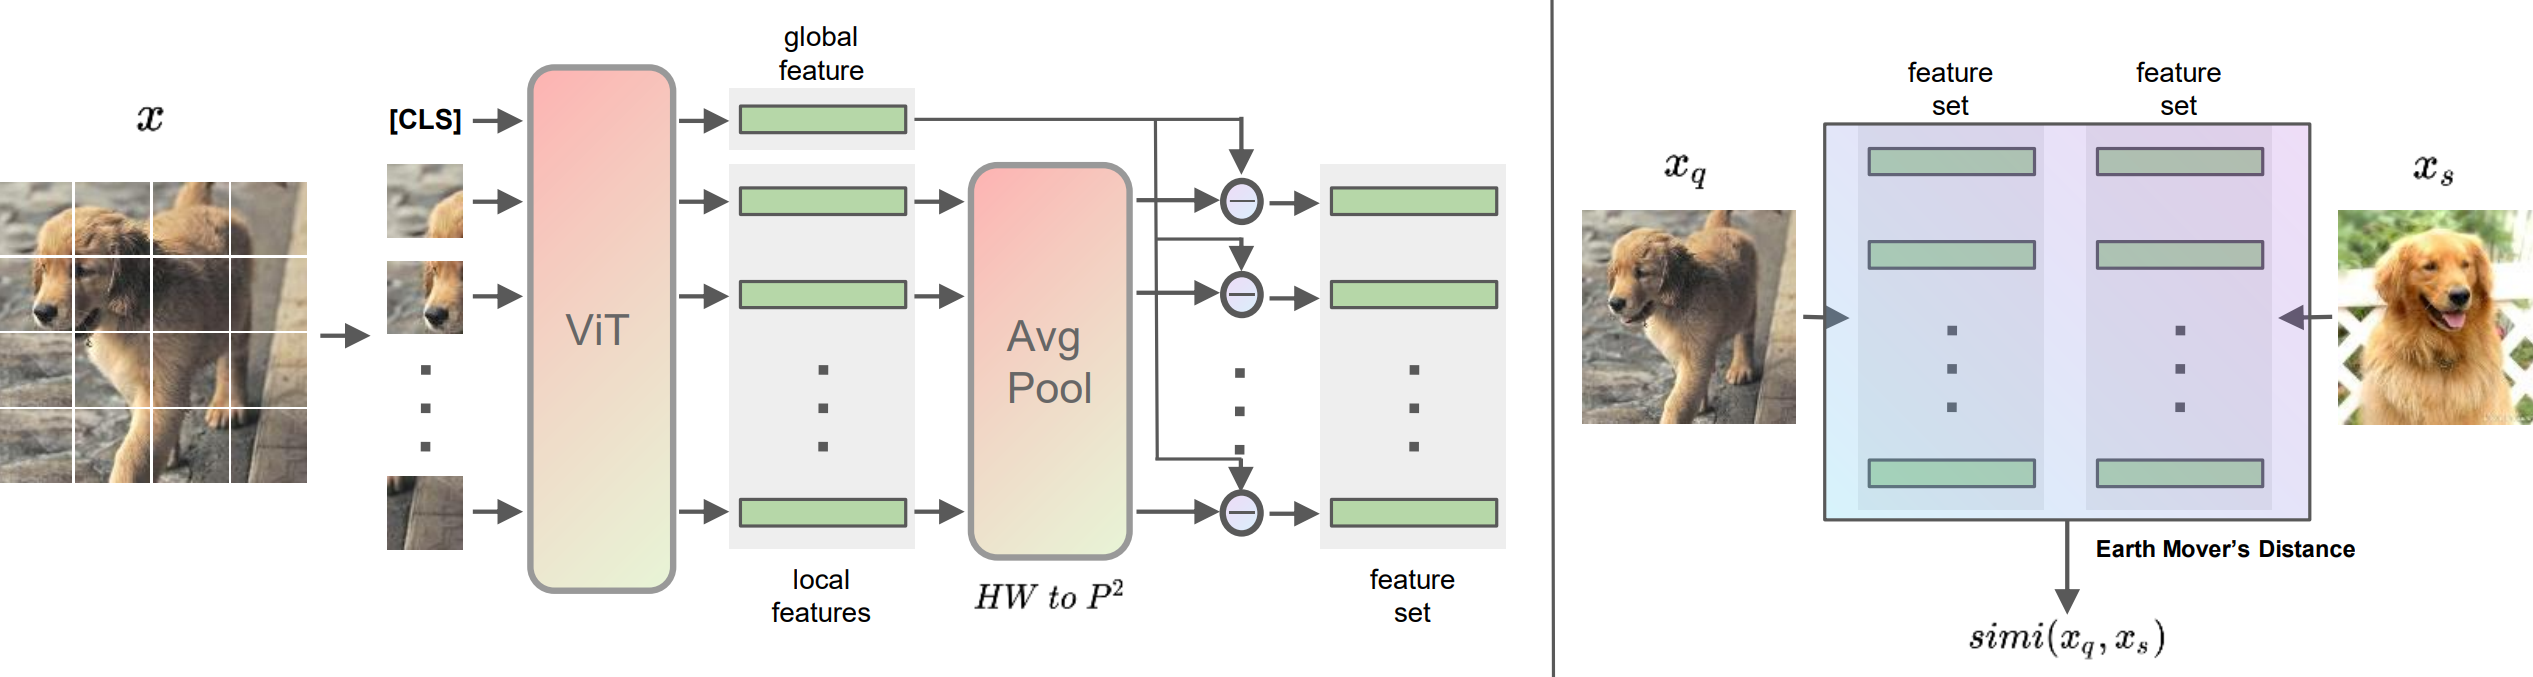 x
[CLS]
ViT
global
feature
local
features
Avg
Pool
HW to P²
feature
set
feature
set
feature
set
x_q
x_s
Earth Mover's Distance
simi(x_q, x_s)